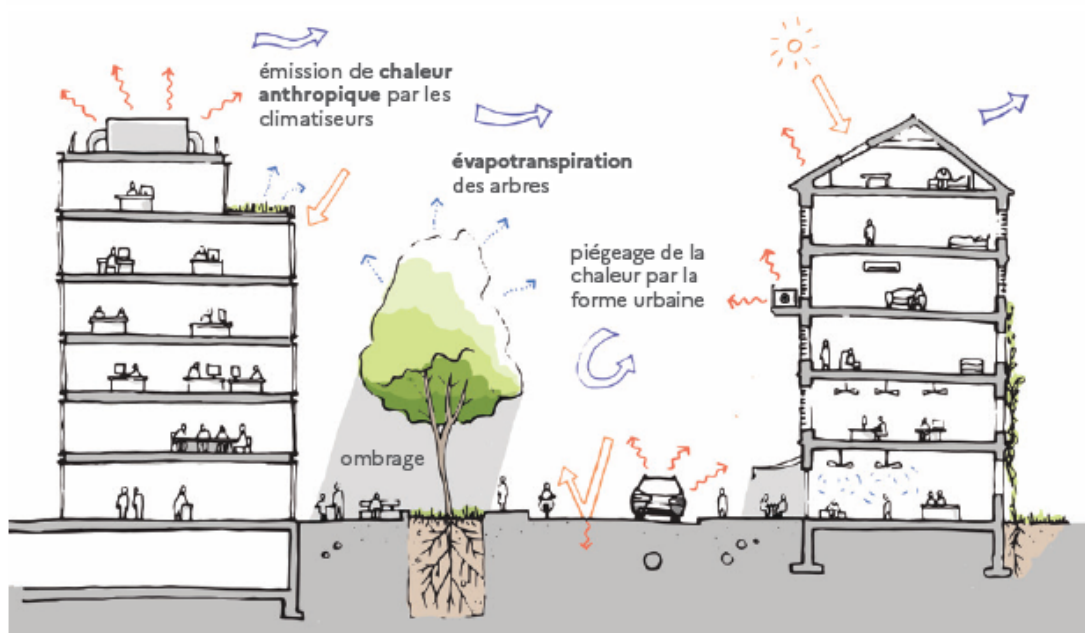 émission de chaleur
anthropique par les
climatiseurs
évapotranspiration
des arbres
piégeage de la
chaleur par la
forme urbaine
ombrage